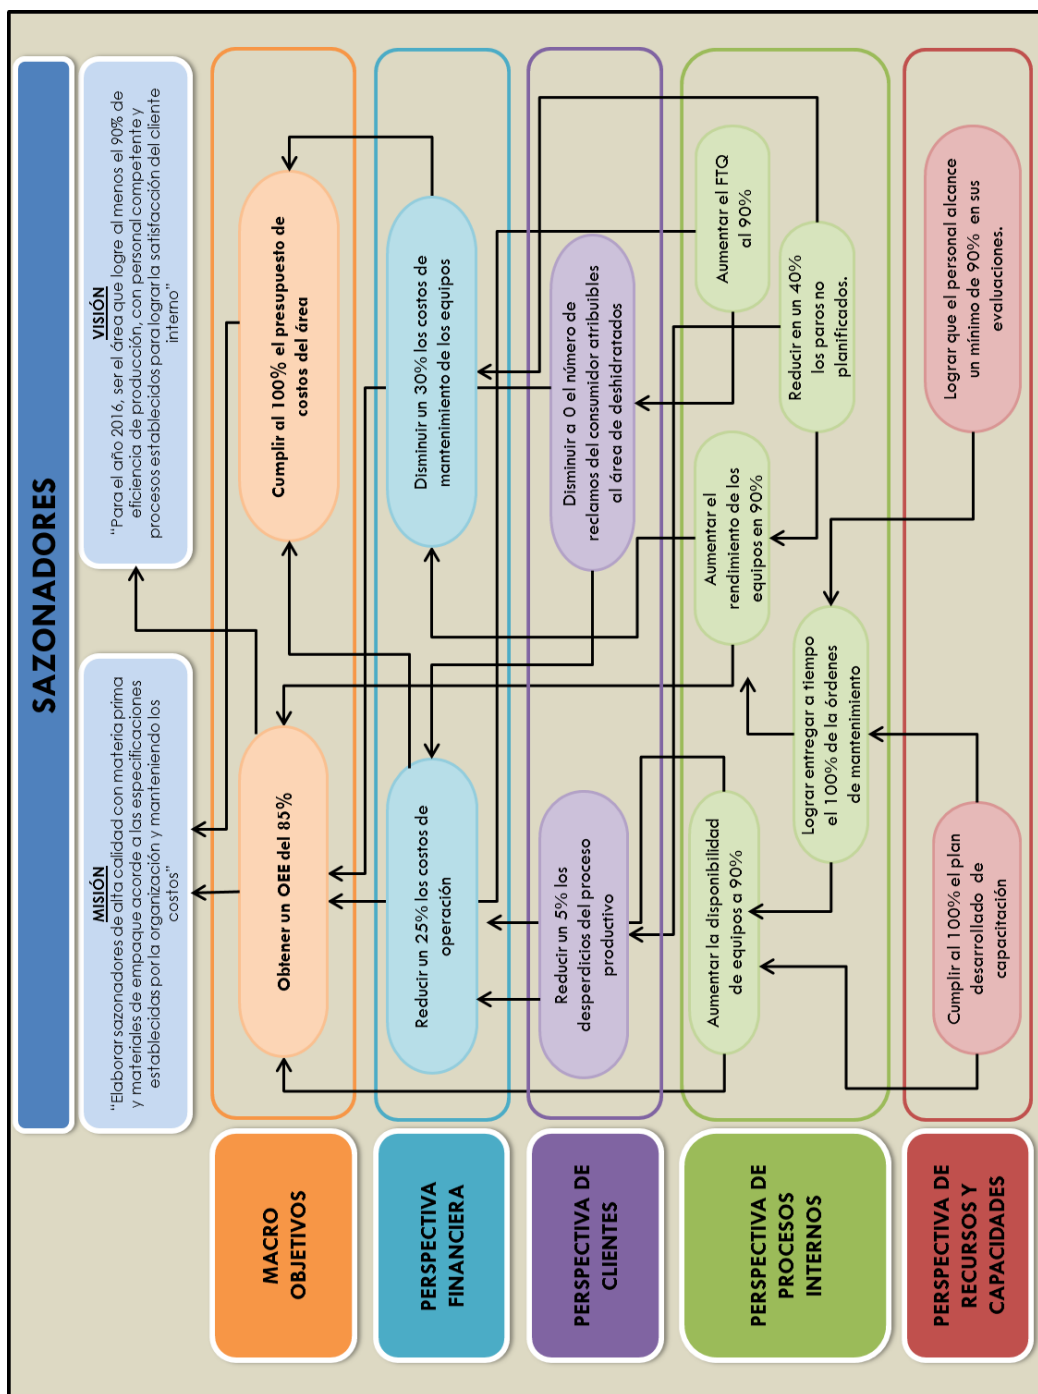 SAZONADORES
MISIÓN
“Elaborar sazonadores de alta calidad con materia prima
y materiales de empaque acorde a las especificaciones
establecidas por la organización y manteniendo los
costos”
VISIÓN
“Para el año 2016, ser el área que logre al menos el 90% de
eficiencia de producción, con personal competente y
procesos establecidos para lograr la satisfacción del cliente
interno”
MACRO
OBJETIVOS
Obtener un OEE del 85%
Cumplir al 100% el presupuesto de
costos del área
PERSPECTIVA
FINANCIERA
Reducir un 25% los costos de
operación
Disminuir un 30% los costos de
mantenimiento de los equipos
PERSPECTIVA DE
CLIENTES
Reducir un 5% los
desperdicios del proceso
productivo
Disminuir a 0 el número de
reclamos del consumidor atribuibles
al área de deshidratados
PERSPECTIVA DE
PROCESOS
INTERNOS
Aumentar la disponibilidad
de equipos a 90%
Aumentar el
rendimiento de los
equipos en 90%
Aumentar el FTQ
al 90%
Lograr entregar a tiempo
el 100% de la órdenes
de mantenimiento
Reducir en un 40%
los paros no
planificados.
PERSPECTIVA DE
RECURSOS Y
CAPACIDADES
Cumplir al 100% el plan
desarrollado de
capacitación
Lograr que el personal alcance
un mínimo de 90% en sus
evaluaciones.